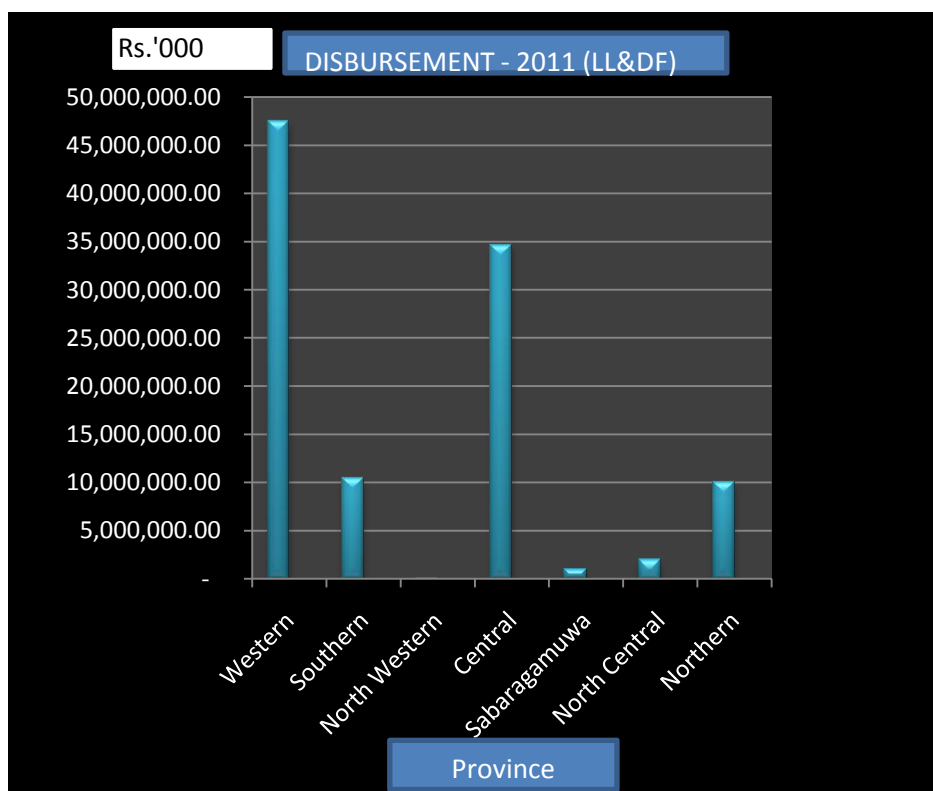 Rs.'000
DISBURSEMENT - 2011 (LL&DF)
50,000,000.00
45,000,000.00
40,000,000.00
35,000,000.00
30,000,000.00
25,000,000.00
20,000,000.00
15,000,000.00
10,000,000.00
5,000,000.00
-
Western
Southern
North Western
Central
Sabaragamuwa
North Central
Northern
Province